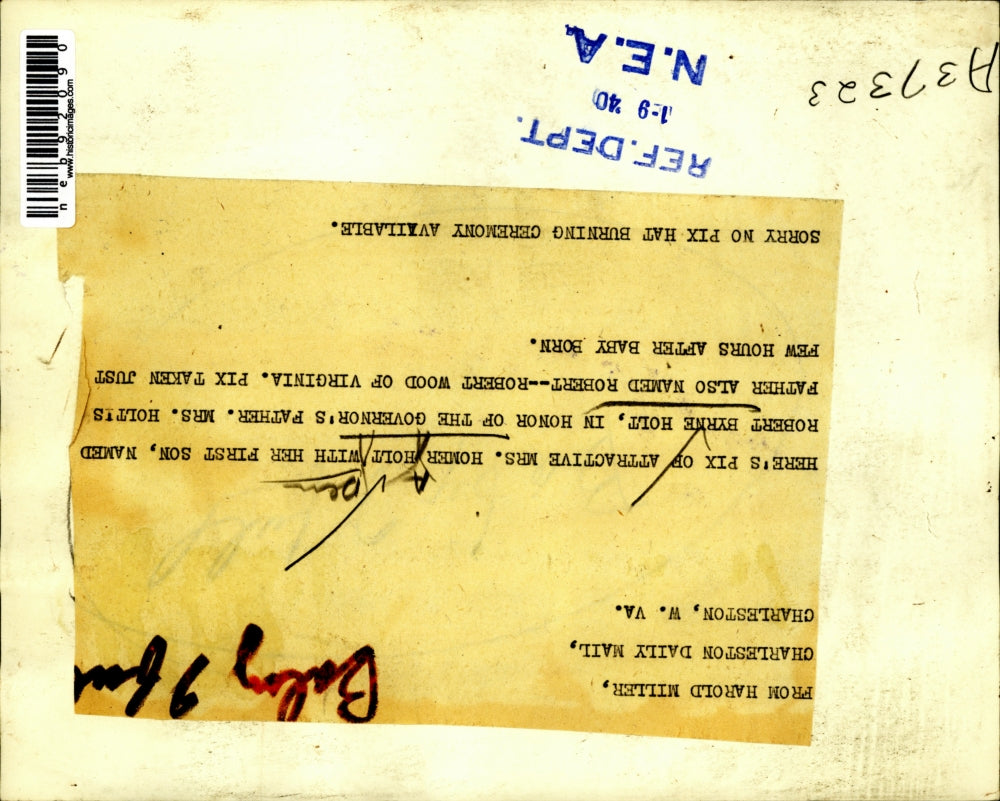 FROM HAROLD MILLER,
CHARLESTON DAILY MAIL,
CHARLESTON, W. VA.
HERE'S PIX OF ATTRACTIVE MRS. HOMER HOLT WITH HER FIRST SON, NAMED
ROBERT BYRNE HOLT, IN HONOR OF THE GOVERNOR'S FATHER. MRS. HOLT'S
FATHER ALSO NAMED ROBERT--ROBERT WOOD OF VIRGINIA. PIX TAKEN JUST
FEW HOURS AFTER BABY BORN.
SORRY NO PIX HAT BURNING CEREMONY AVAILABLE.
REF. DEPT.
1-9 '40
N.E.A.
A37323
neb92090
www.historicimages.com